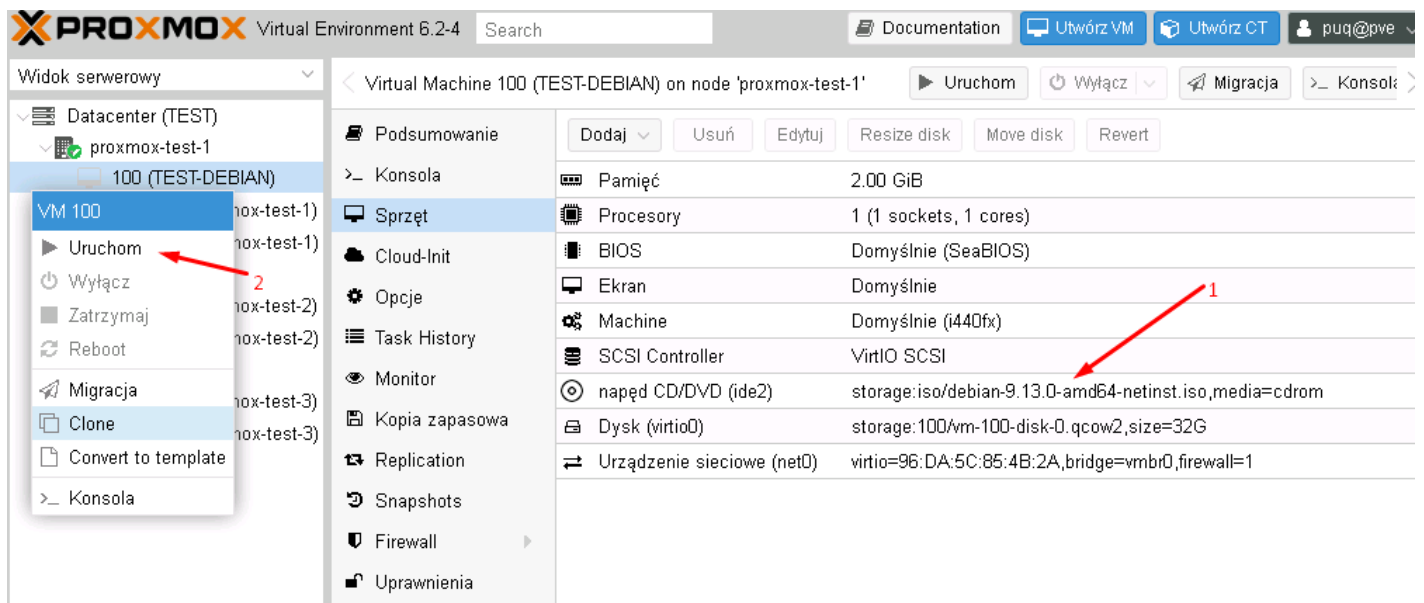 PROXMOX Virtual Environment 6.2-4 Search Documentation Utwórz VM Utwórz CT puq@pve
Widok serwerowy
Datacenter (TEST)
proxmox-test-1
100 (TEST-DEBIAN)
VM 100
Uruchom
2
Wyłącz
Zatrzymaj
Reboot
Migracja
Clone
Convert to template
>_ Konsola
nox-test-1)
nox-test-1)
nox-test-2)
nox-test-2)
nox-test-3)
nox-test-3)
Virtual Machine 100 (TEST-DEBIAN) on node 'proxmox-test-1' Uruchom Wyłącz Migracja >_ Konsola
Podsumowanie
>_ Konsola
Sprzęt
Cloud-Init
Opcje
Task History
Monitor
Kopia zapasowa
Replication
Snapshots
Firewall
Uprawnienia
Dodaj Usuń Edytuj Resize disk Move disk Revert
Pamięć 2.00 GiB
Procesory 1 (1 sockets, 1 cores)
BIOS Domyślnie (SeaBIOS)
Ekran Domyślnie
1
Machine Domyślnie (i440fx)
SCSI Controller VirtIO SCSI
napęd CD/DVD (ide2) storage:iso/debian-9.13.0-amd64-netinst.iso,media=cdrom
Dysk (virtio0) storage:100/vm-100-disk-0.qcow2,size=32G
Urządzenie sieciowe (net0) virtio=96:DA:5C:85:4B:2A,bridge=vmbr0,firewall=1